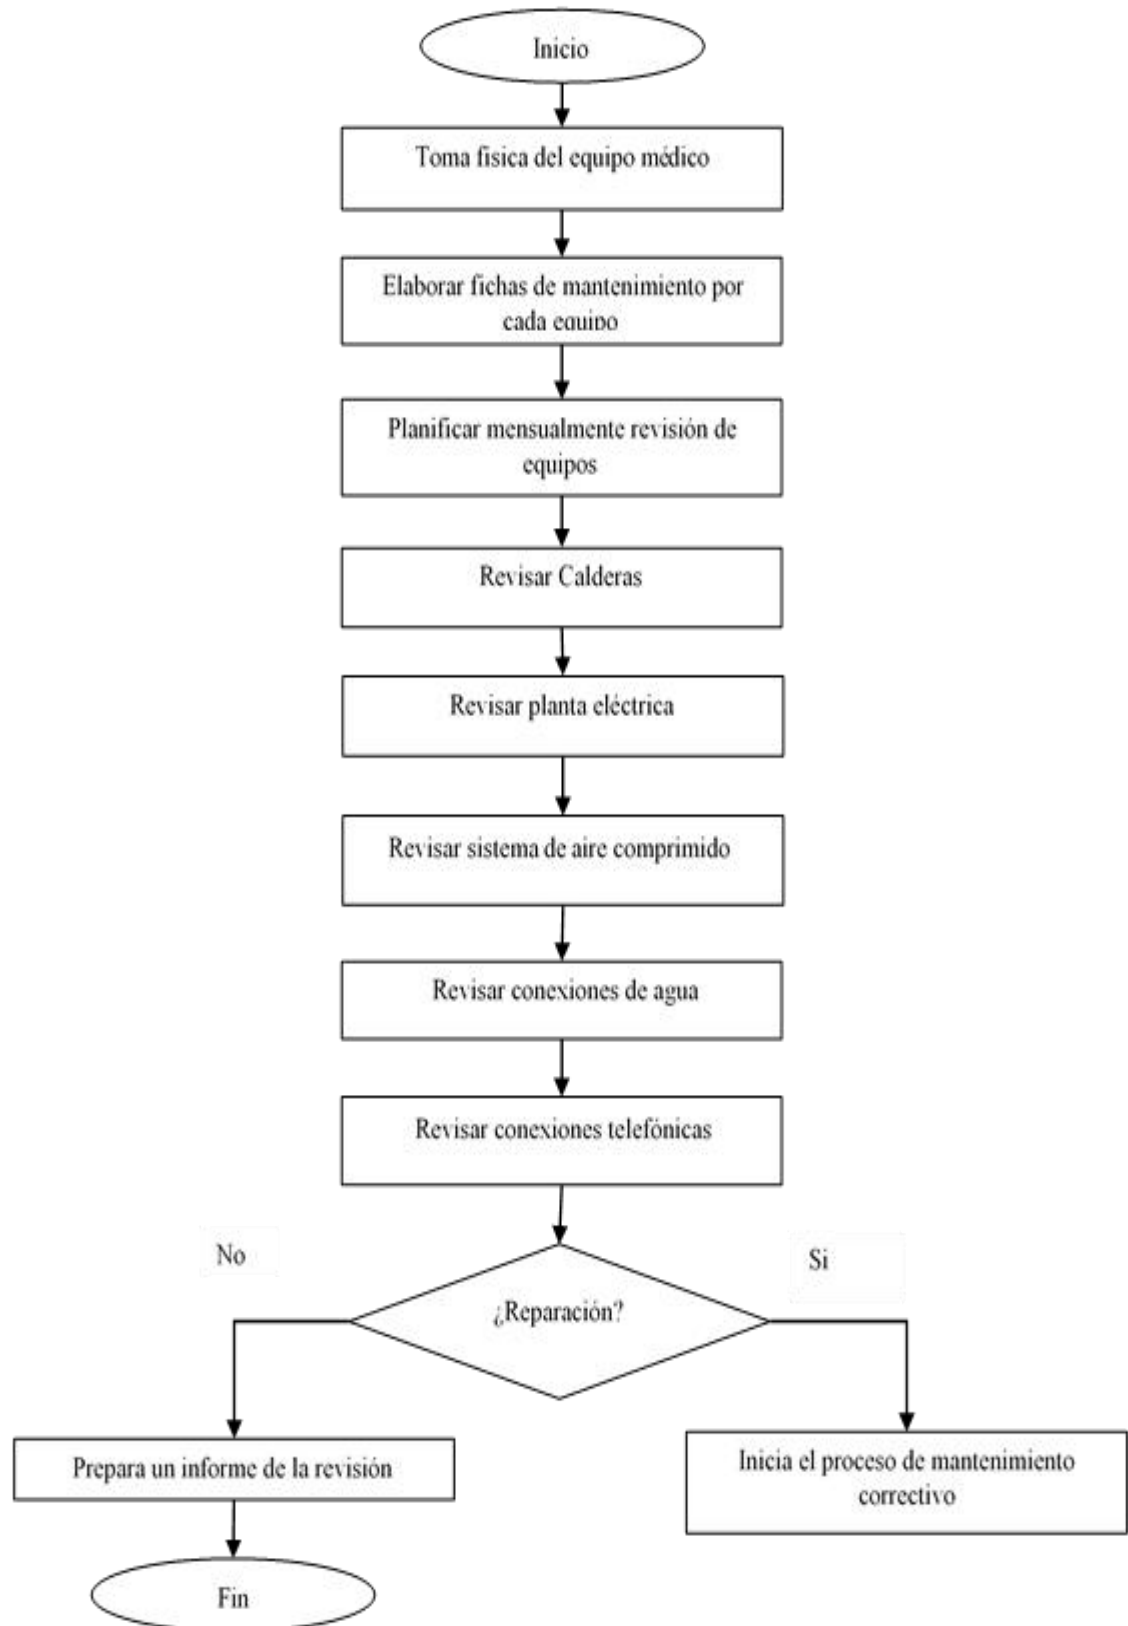 Inicio
Toma fisica del equipo médico
Elaborar fichas de mantenimiento por
cada equipo
Planificar mensualmente revisión de
equipos
Revisar Calderas
Revisar planta eléctrica
Revisar sistema de aire comprimido
Revisar conexiones de agua
Revisar conexiones telefónicas
No
Si
¿Reparación?
Prepara un informe de la revisión
Inicia el proceso de mantenimiento
correctivo
Fin